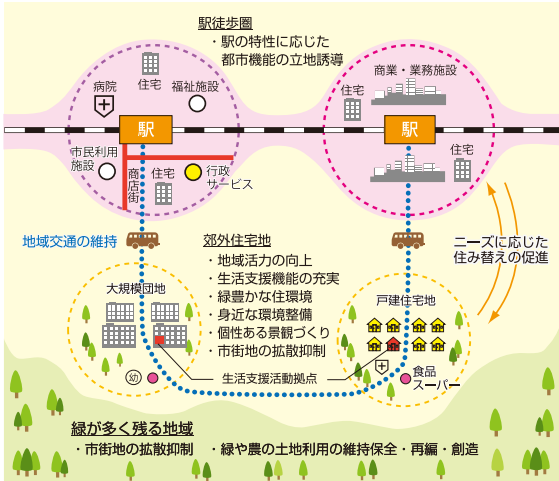 駅徒歩圏
・駅の特性に応じた
都市機能の立地誘導
病院
住宅
福祉施設
駅
市民利用
施設
商店街
住宅
行政
サービス
商業・業務施設
住宅
駅
住宅
地域交通の維持
郊外住宅地
・地域活力の向上
・生活支援機能の充実
・緑豊かな住環境
・身近な環境整備
・個性ある景観づくり
・市街地の拡散抑制
ニーズに応じた
住み替えの促進
大規模団地
幼
戸建住宅地
生活支援活動拠点
食品
スーパー
緑が多く残る地域
・市街地の拡散抑制 ・緑や農の土地利用の維持保全・再編・創造